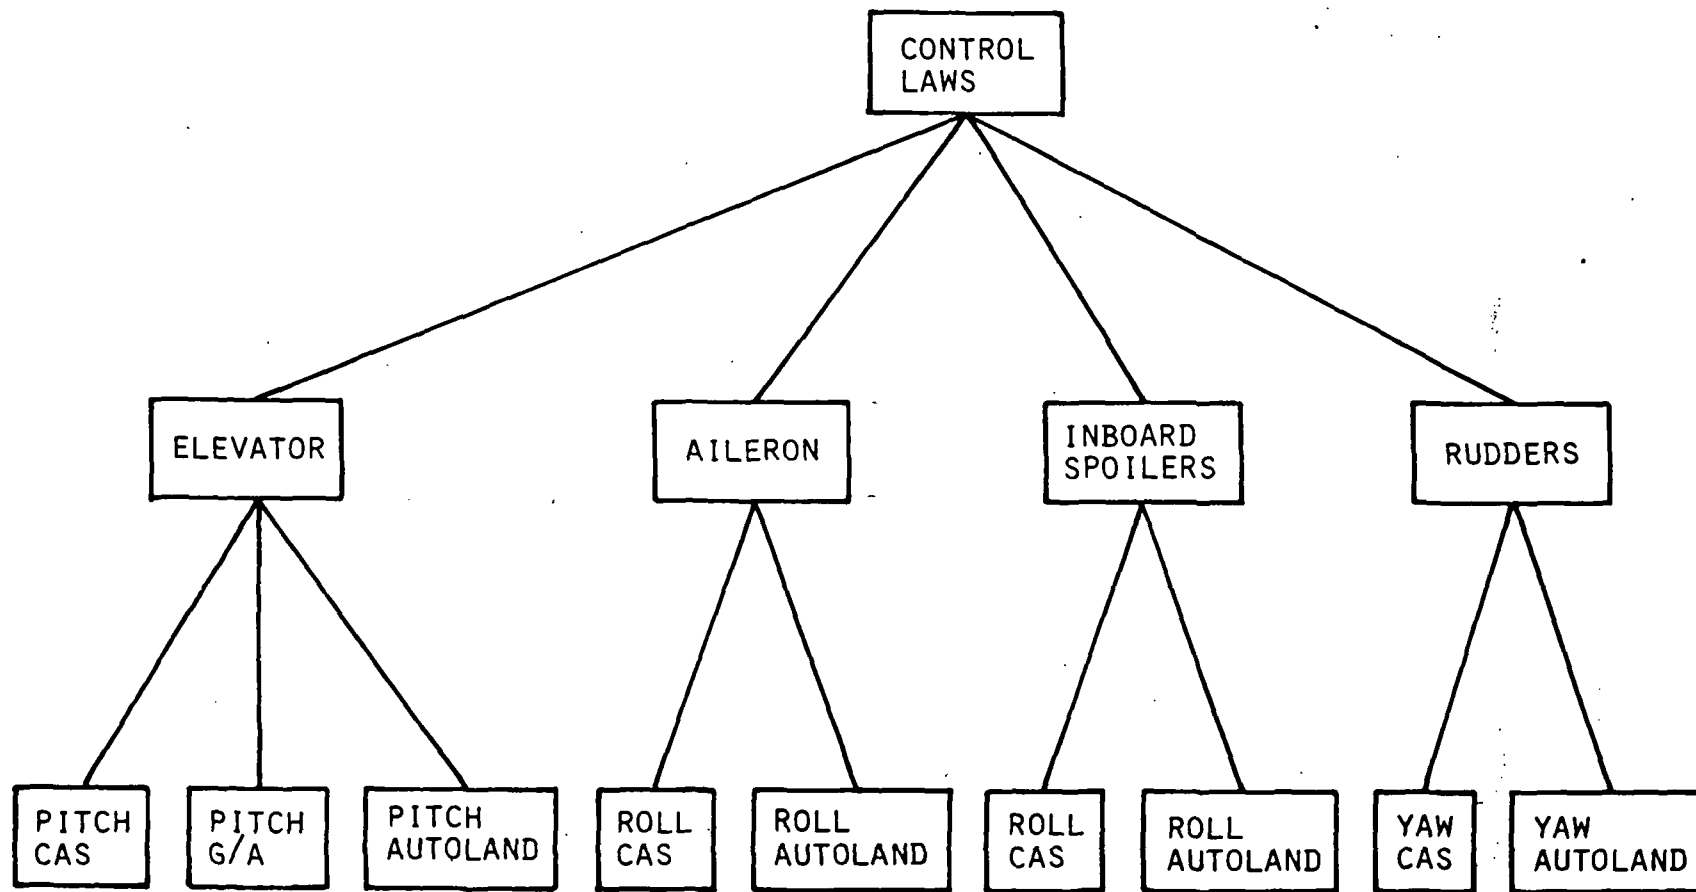 CONTROL
LAWS
ELEVATOR
AILERON
INBOARD
SPOILERS
RUDDERS
PITCH
CAS
PITCH
G/A
PITCH
AUTOLAND
ROLL
CAS
ROLL
AUTOLAND
ROLL
CAS
ROLL
AUTOLAND
YAW
CAS
YAW
AUTOLAND